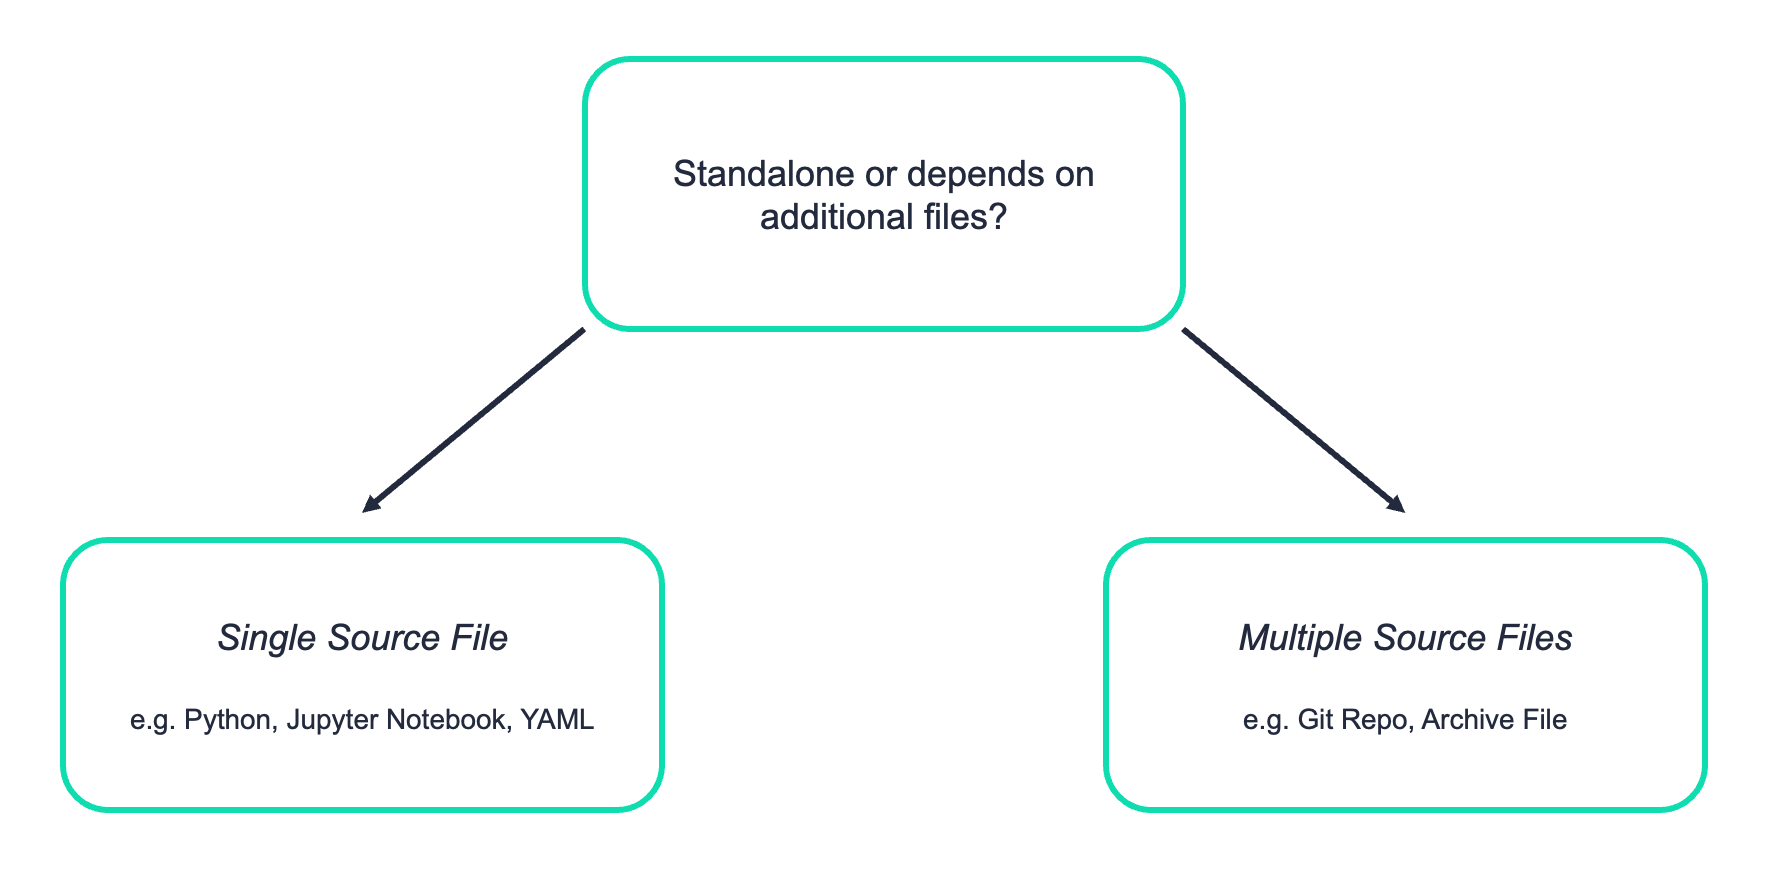 Standalone or depends on
additional files?
Single Source File
e.g. Python, Jupyter Notebook, YAML
Multiple Source Files
e.g. Git Repo, Archive File